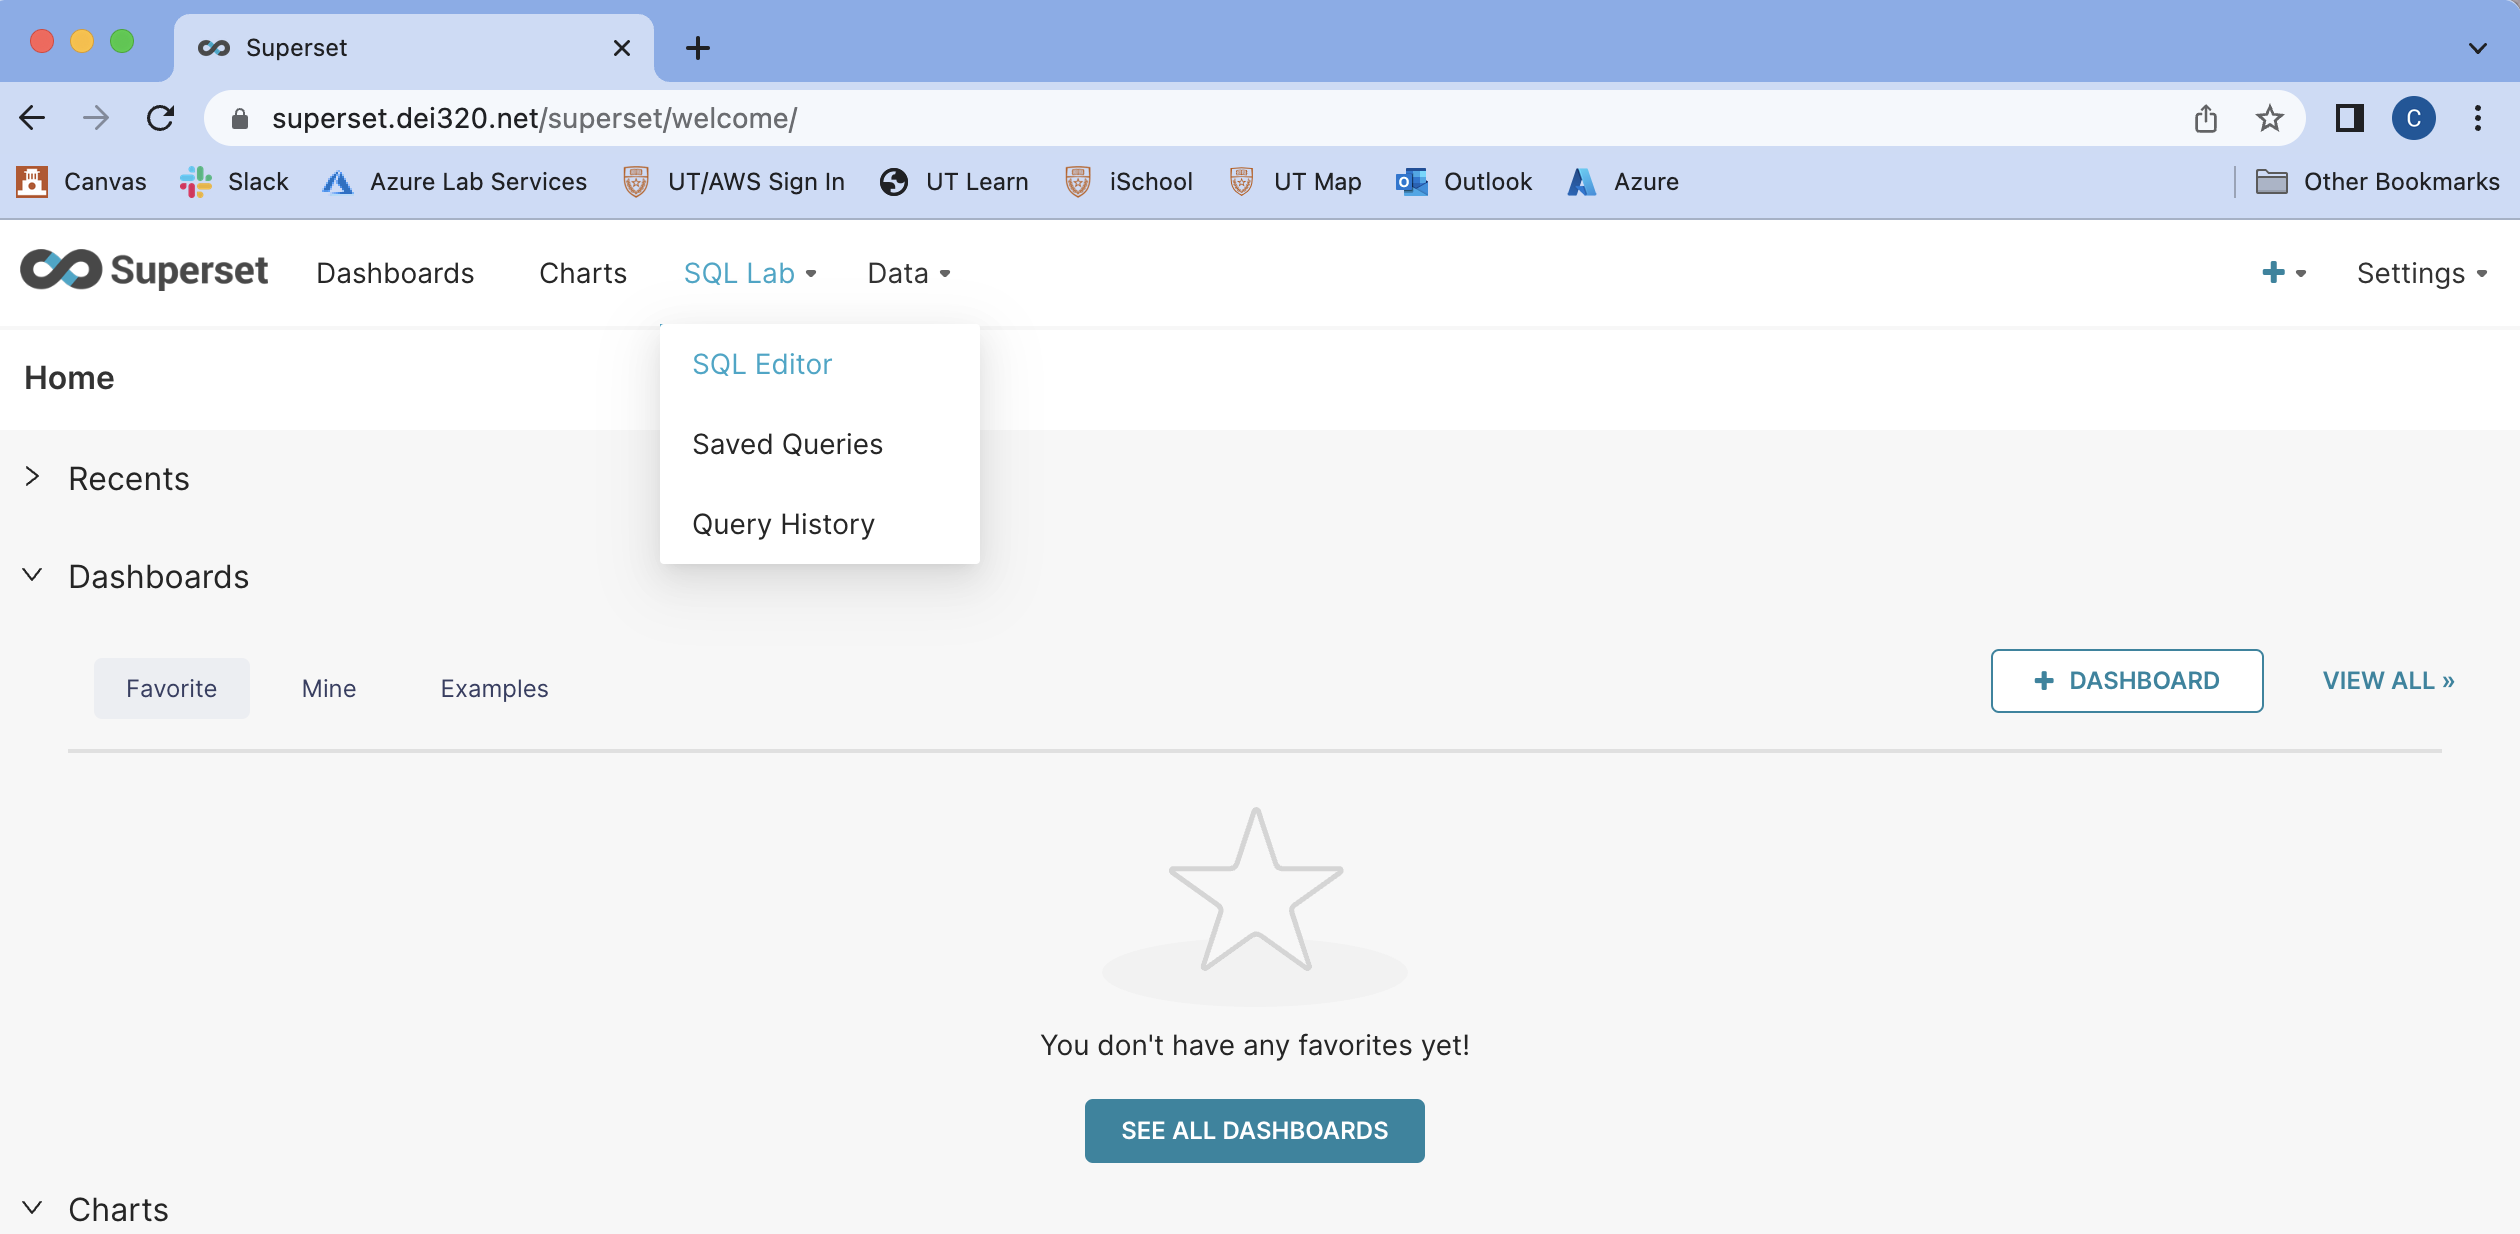 Superset
superset.dei320.net/superset/welcome/
C
Canvas Slack Azure Lab Services UT/AWS Sign In UT Learn iSchool UT Map Outlook Azure Other Bookmarks
Superset Dashboards Charts SQL Lab Data + Settings
SQL Editor
Home
Saved Queries
Recents
Query History
Dashboards
Favorite Mine Examples + DASHBOARD VIEW ALL »
You don't have any favorites yet!
SEE ALL DASHBOARDS
Charts